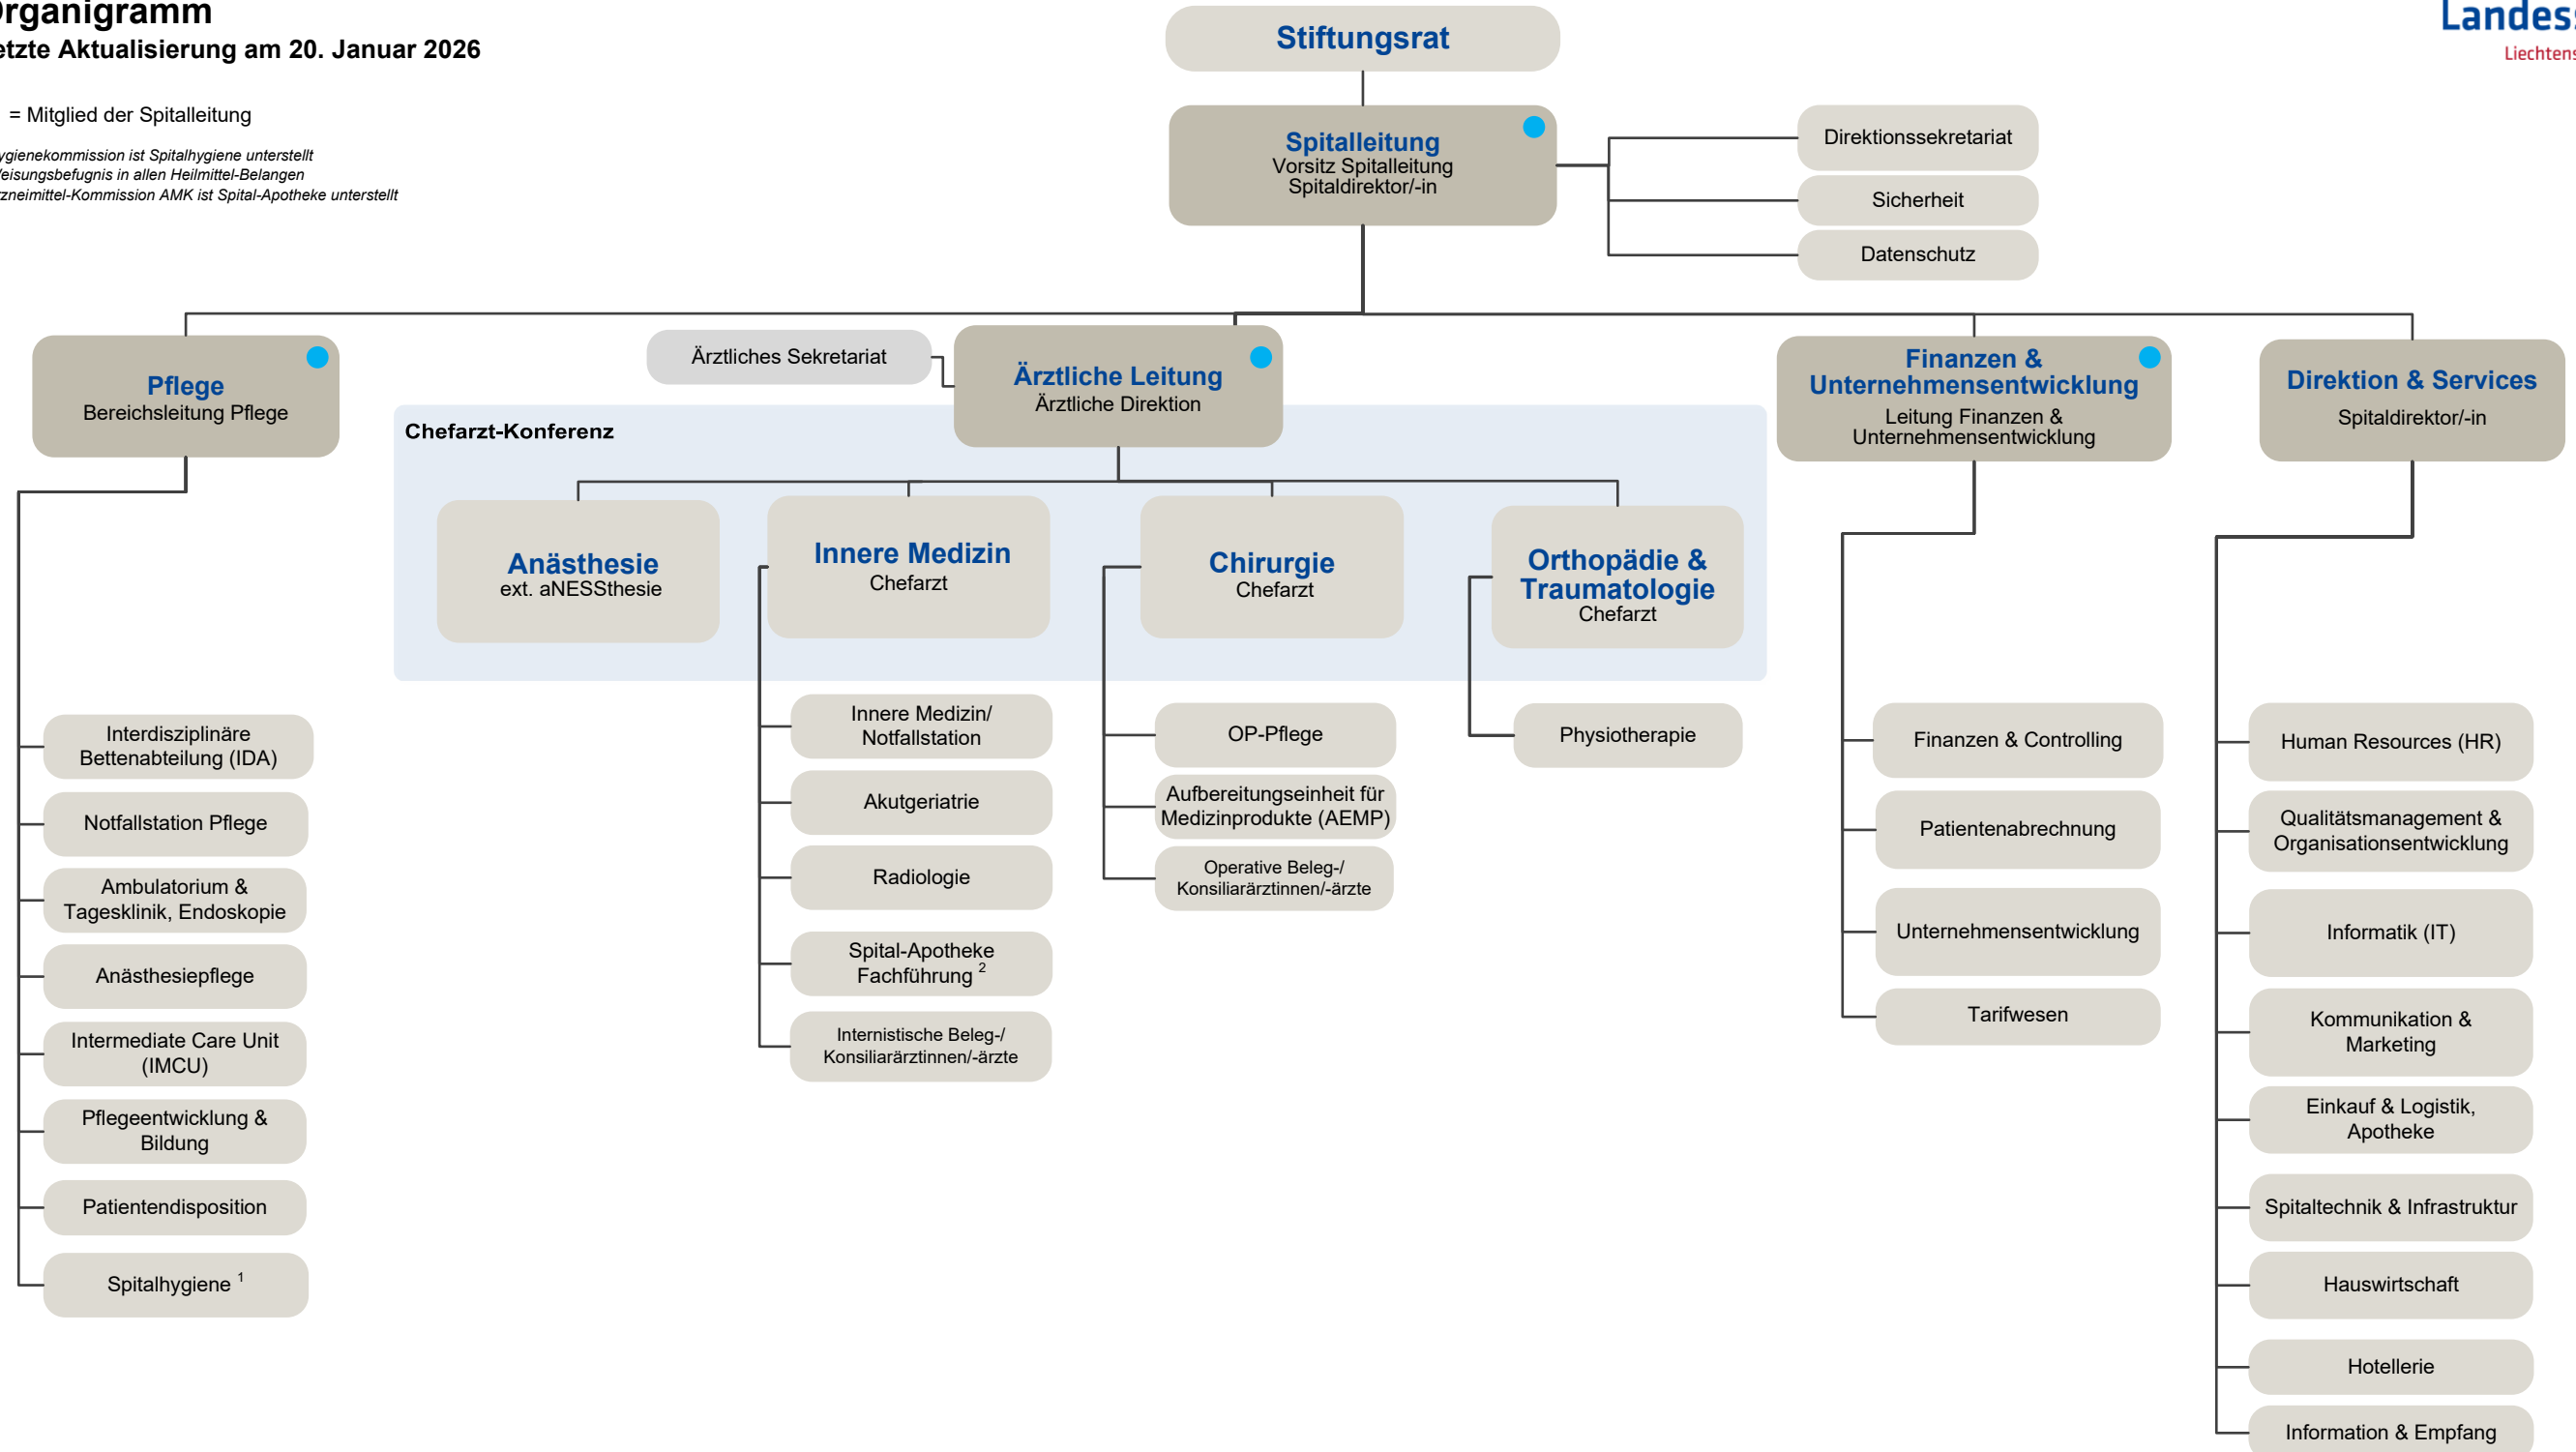 Organigramm
etzte Aktualisierung am 20. Januar 2026
= Mitglied der Spitalleitung
ygienekommission ist Spitalhygiene unterstellt
eisungsbefugnis in allen Heilmittel-Belangen
zneimittel-Kommission AMK ist Spital-Apotheke unterstellt
Landess
Liechtens
Stiftungsrat
Spitalleitung
Vorsitz Spitalleitung
Spitaldirektor/-in
Direktionssekretariat
Sicherheit
Datenschutz
Pflege
Bereichsleitung Pflege
Ärztliches Sekretariat
Ärztliche Leitung
Ärztliche Direktion
Finanzen &
Unternehmensentwicklung
Leitung Finanzen &
Unternehmensentwicklung
Direktion & Services
Spitaldirektor/-in
Chefarzt-Konferenz
Anästhesie
ext. aNESSthesie
Innere Medizin
Chefarzt
Chirurgie
Chefarzt
Orthopädie &
Traumatologie
Chefarzt
Interdisziplinäre
Bettenabteilung (IDA)
Notfallstation Pflege
Ambulatorium &
Tagesklinik, Endoskopie
Anästhesiepflege
Intermediate Care Unit
(IMCU)
Pflegeentwicklung &
Bildung
Patientendisposition
Spitalhygiene 1
Innere Medizin/
Notfallstation
Akutgeriatrie
Radiologie
Spital-Apotheke
Fachführung 2
Internistische Beleg-/
Konsiliarärztinnen/-ärzte
OP-Pflege
Aufbereitungseinheit für
Medizinprodukte (AEMP)
Operative Beleg-/
Konsiliarärztinnen/-ärzte
Physiotherapie
Finanzen & Controlling
Patientenabrechnung
Unternehmensentwicklung
Tarifwesen
Human Resources (HR)
Qualitätsmanagement &
Organisationsentwicklung
Informatik (IT)
Kommunikation &
Marketing
Einkauf & Logistik,
Apotheke
Spitaltechnik & Infrastruktur
Hauswirtschaft
Hotellerie
Information & Empfang